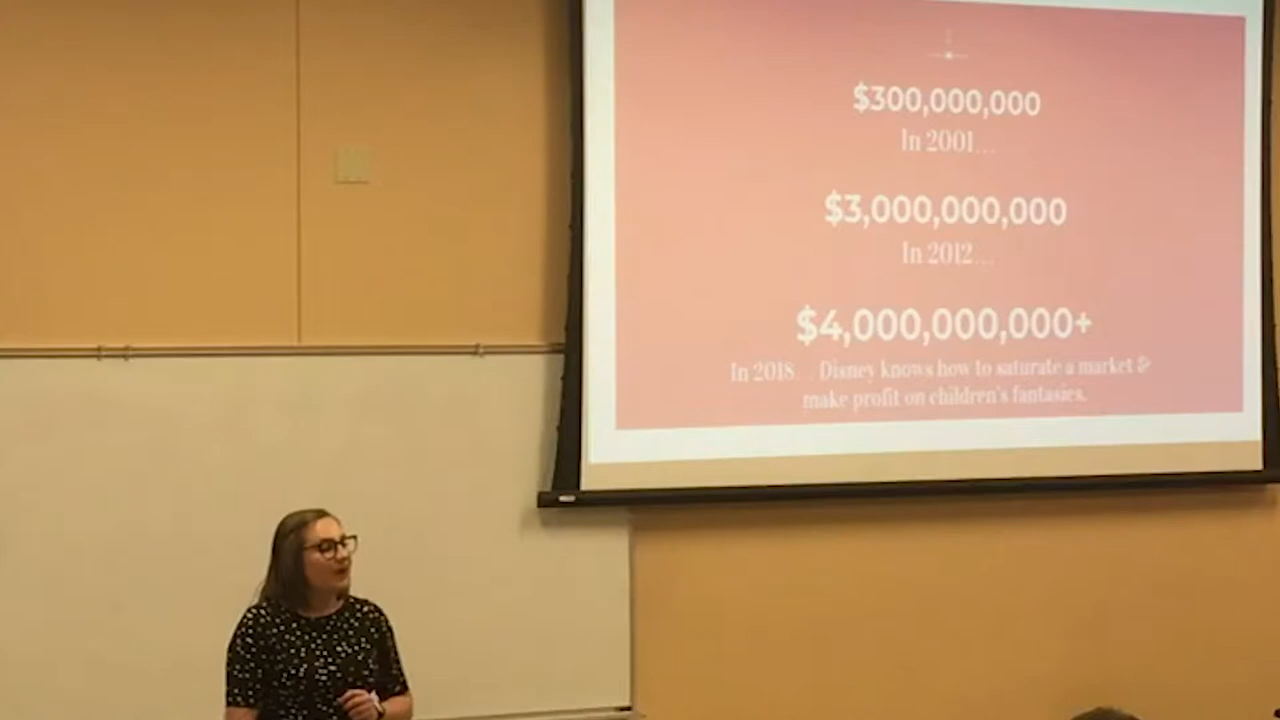 $300,000,000
In 2001...
$3,000,000,000
In 2012...
$4,000,000,000+
In 2018... Disney knows how to saturate a market &
make profit on children's fantasies.